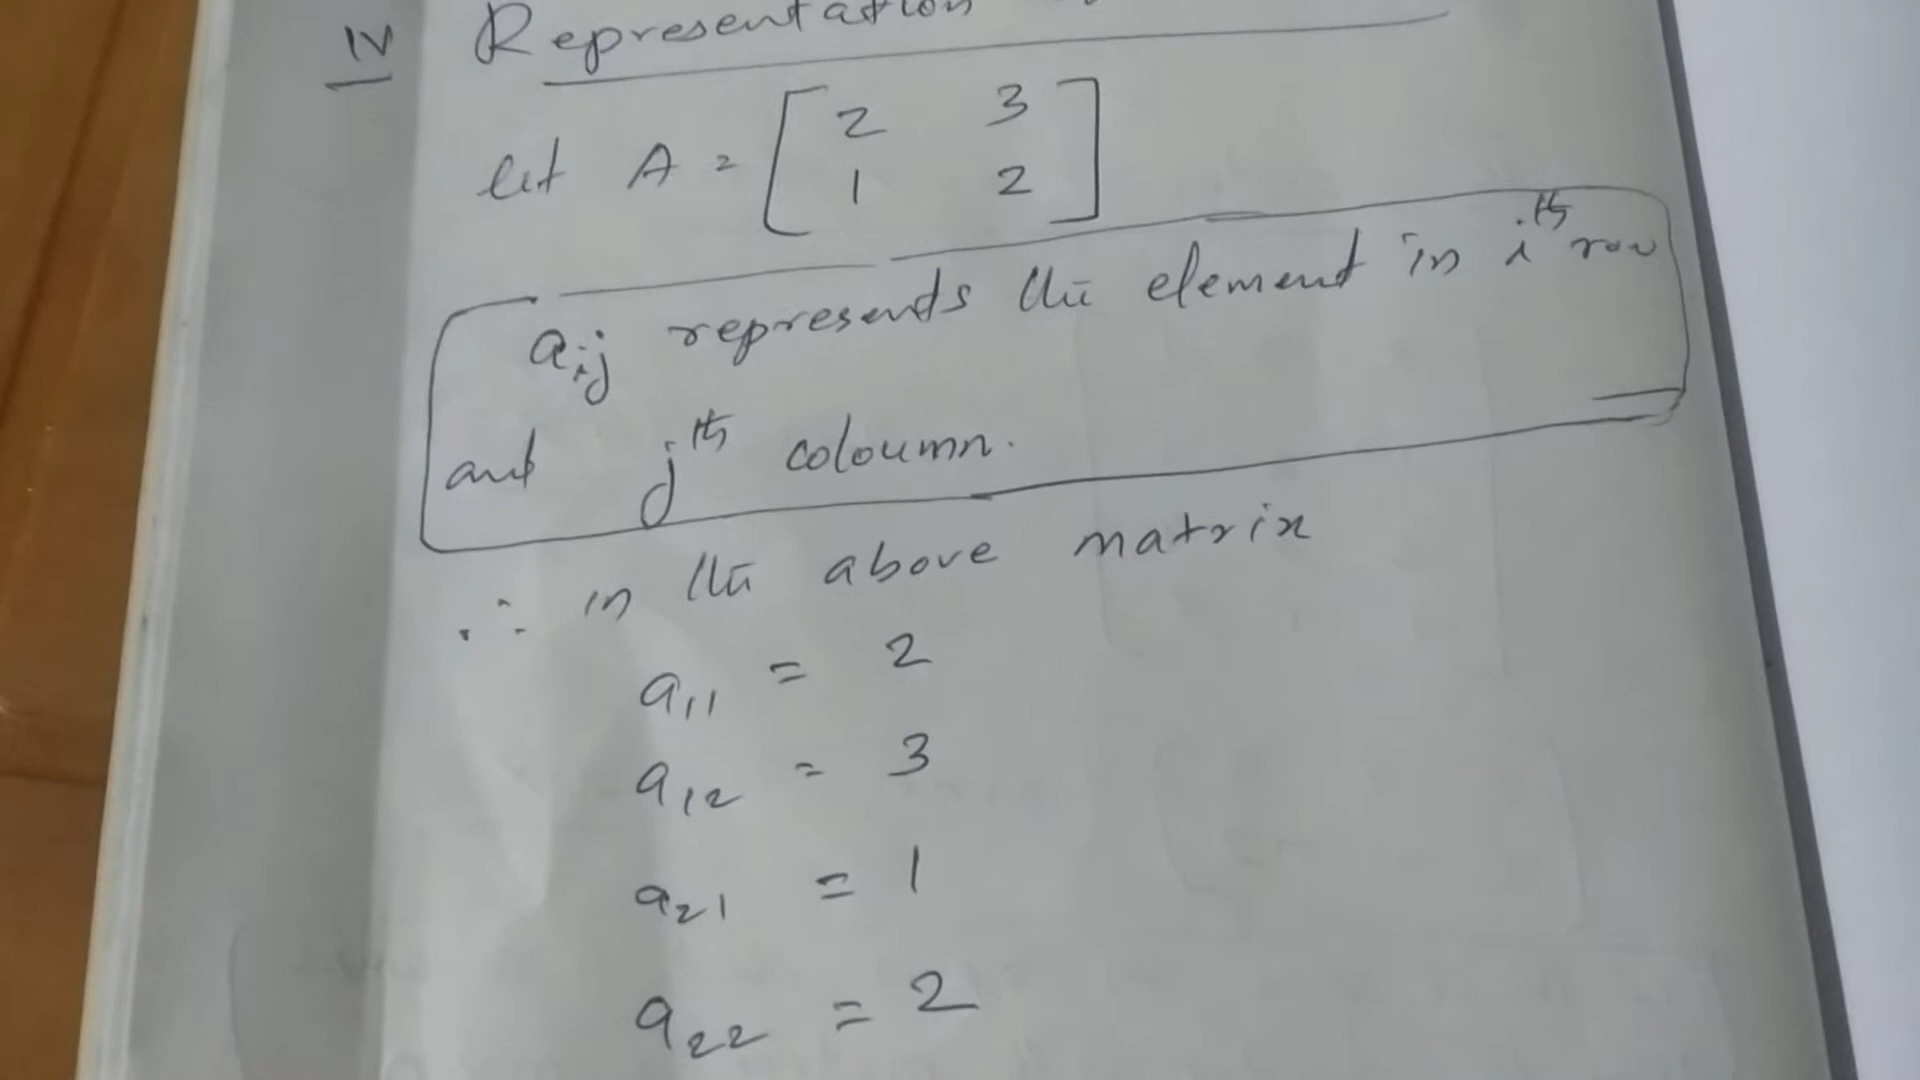 IV Representation
let A = [ 2 3
1 2 ]
aij represents the element in ith row
and jth coloumn.
∴ in the above matrix
a11 = 2
a12 = 3
a21 = 1
a22 = 2